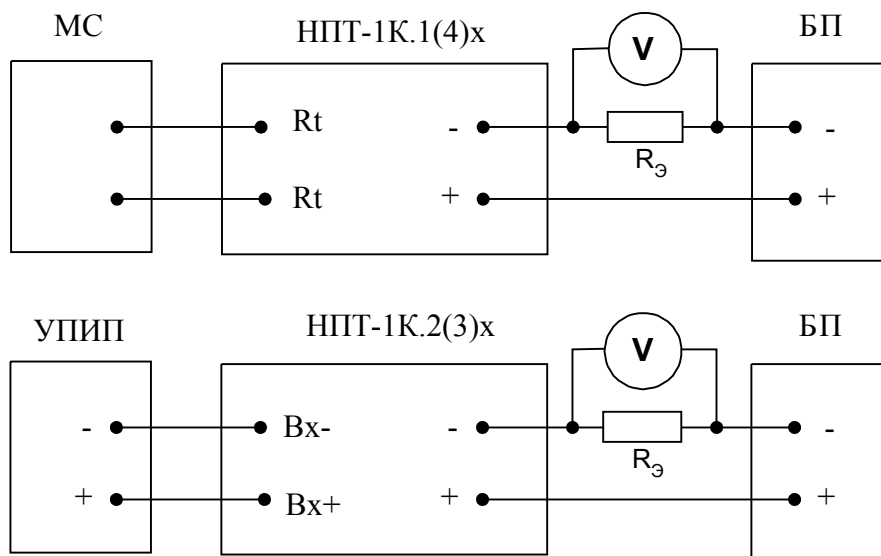 МС НПТ-1К.1(4)х БП
V
Rt - -
Rэ
Rt + +
УПИП НПТ-1К.2(3)х БП
V
- Вх- - -
Rэ
+ Вх+ + +